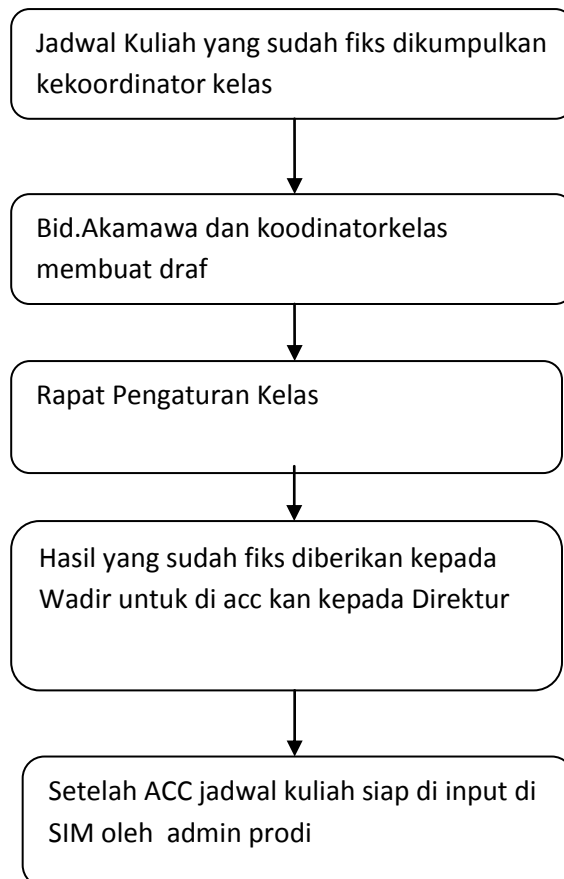 Jadwal Kuliah yang sudah fiks dikumpulkan
kekoordinator kelas
Bid.Akamawa dan koodinatorkelas
membuat draf
Rapat Pengaturan Kelas
Hasil yang sudah fiks diberikan kepada
Wadir untuk di acc kan kepada Direktur
Setelah ACC jadwal kuliah siap di input di
SIM oleh  admin prodi